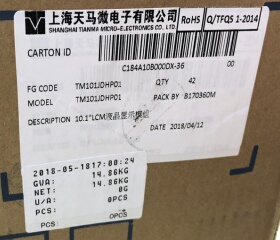 上海天马微电子有限公司
SHANGHAI TIANMA MICRO-ELECTRONICS CO., LTD.
RoHS Q/TFQS 1-2014
CARTON ID
C184A10B000DX-36 00
FG CODE TM101JDHP01 QTY 42
MODEL TM101JDHP01 PACK BY B170360M
"DESCRIPTION 10.1"LCM液晶显示模组
DATE 2018/04/12
2018-05-18 17:00:24
GUA: 14.86KG
14.86KG
NET: 0G
U/A: 0PCS
PCS:
PCS: 0PCS